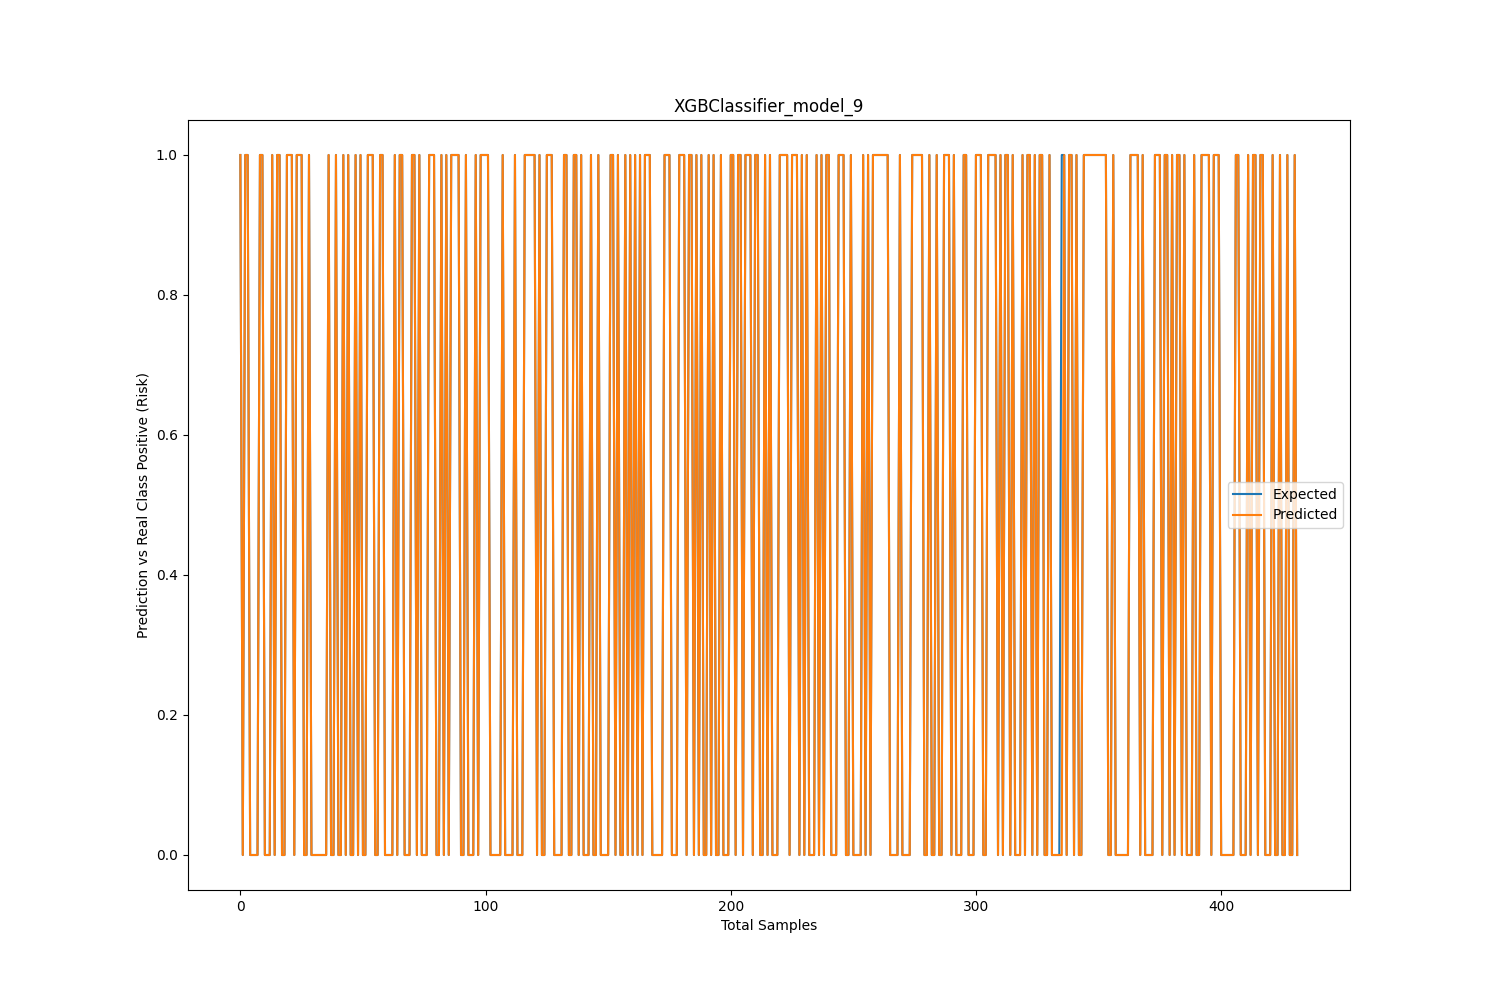 XGBClassifier_model_9
1.0
0.8
0.6
0.4
0.2
0.0
Prediction vs Real Class Positive (Risk)
Expected
Predicted
0 100 200 300 400
Total Samples